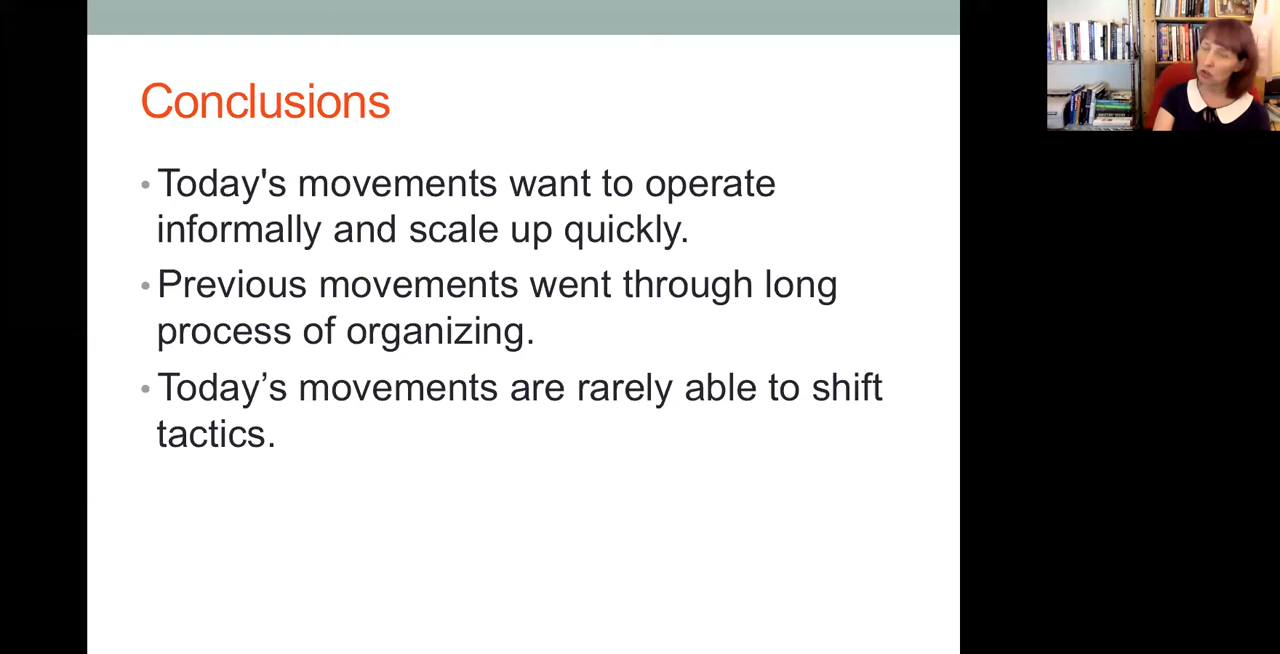 Conclusions
• Today's movements want to operate
informally and scale up quickly.
• Previous movements went through long
process of organizing.
• Today’s movements are rarely able to shift
tactics.